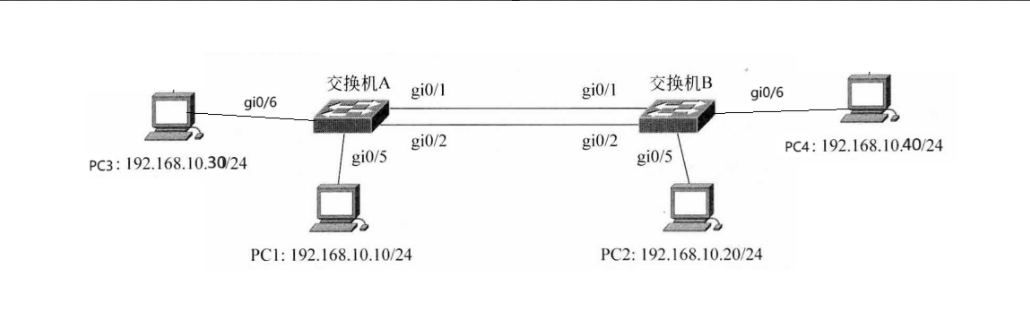 交换机A
gi0/1
gi0/1
交换机B
gi0/6
gi0/6
gi0/2
gi0/2
PC3: 192.168.10.30/24
gi0/5
gi0/5
PC4: 192.168.10.40/24
PC1: 192.168.10.10/24
PC2: 192.168.10.20/24